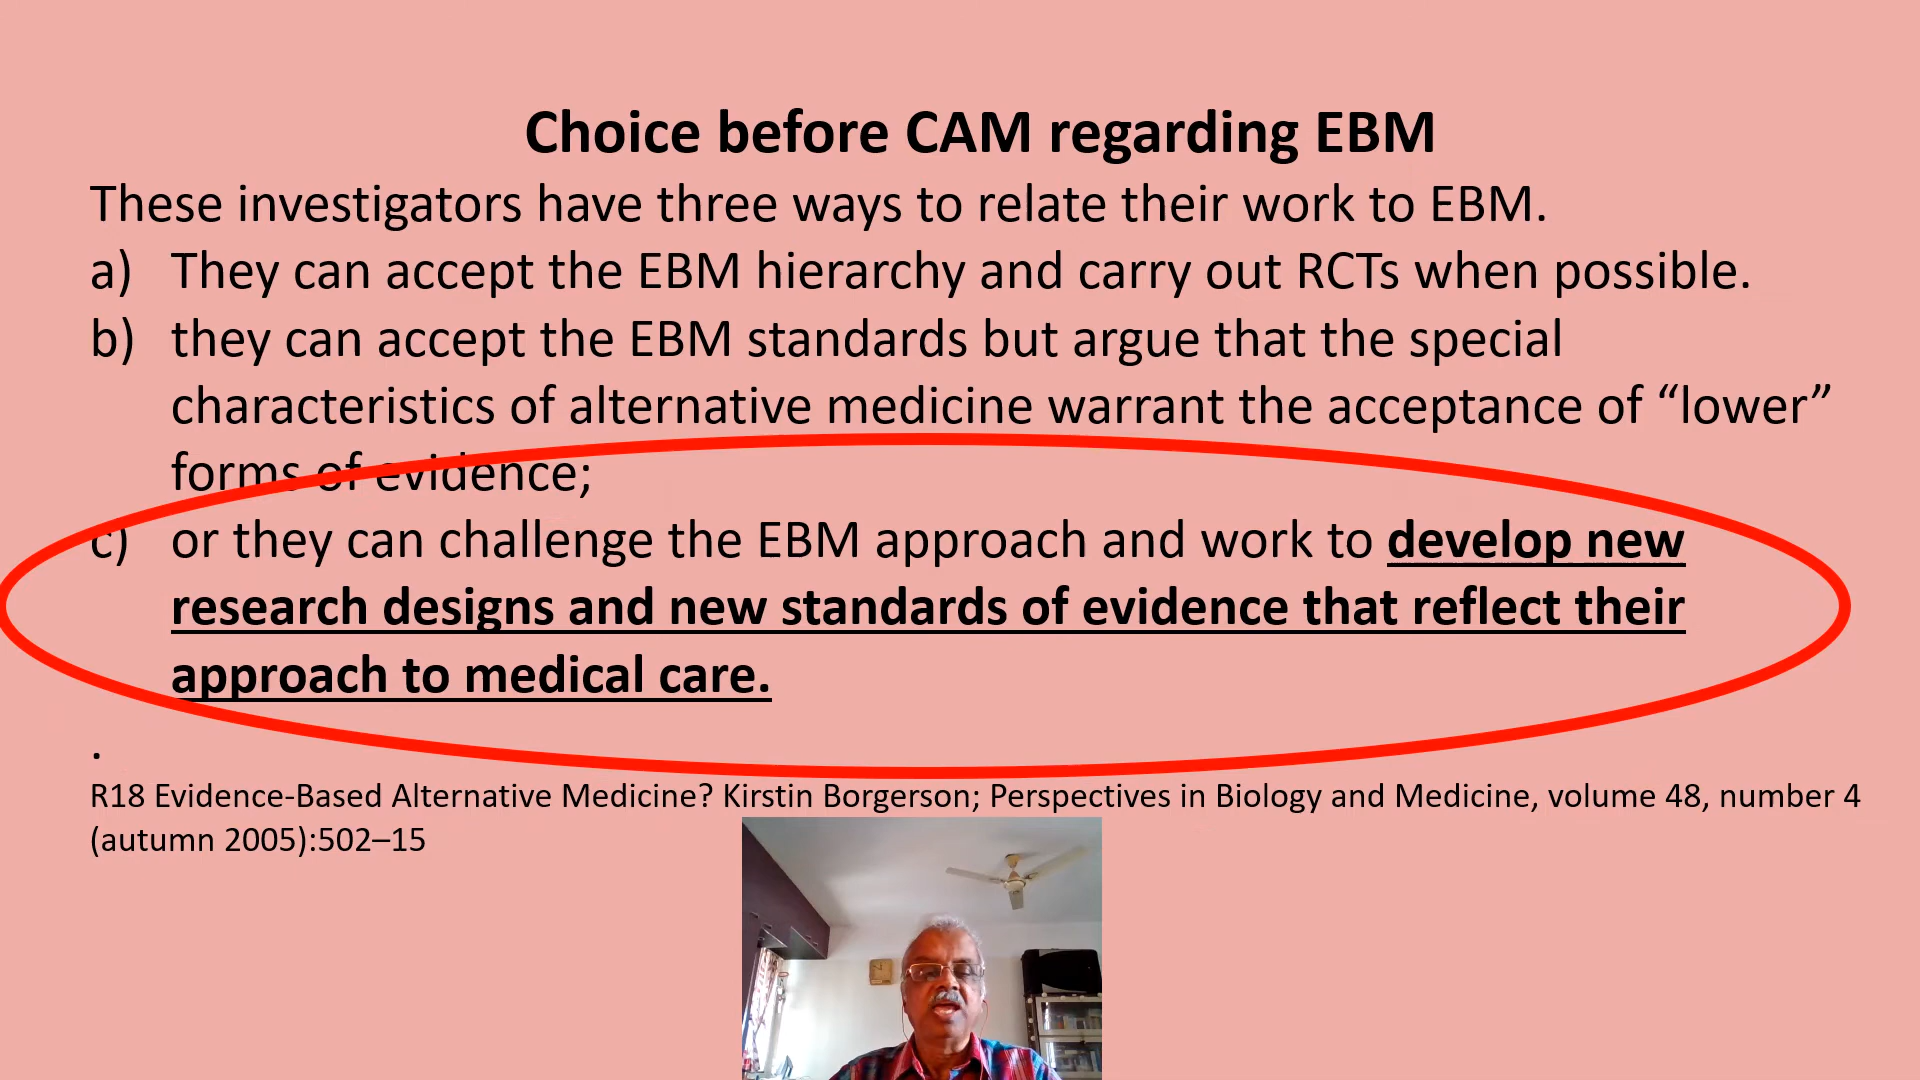 Choice before CAM regarding EBM
These investigators have three ways to relate their work to EBM.
a) They can accept the EBM hierarchy and carry out RCTs when possible.
b) they can accept the EBM standards but argue that the special
characteristics of alternative medicine warrant the acceptance of “lower”
forms of evidence;
c) or they can challenge the EBM approach and work to develop new
research designs and new standards of evidence that reflect their
approach to medical care.
.
R18 Evidence-Based Alternative Medicine? Kirstin Borgerson; Perspectives in Biology and Medicine, volume 48, number 4
(autumn 2005):502–15